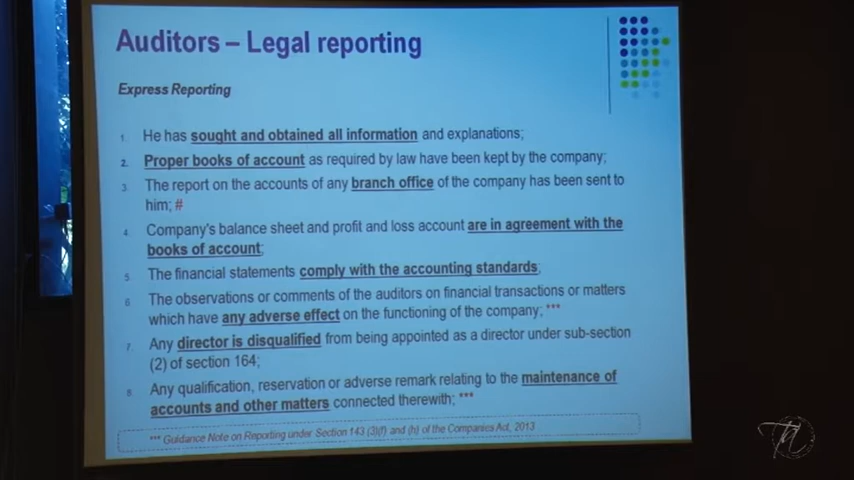 Auditors – Legal reporting
Express Reporting
1. He has sought and obtained all information and explanations;
2. Proper books of account as required by law have been kept by the company;
3. The report on the accounts of any branch office of the company has been sent to
him; #
4. Company's balance sheet and profit and loss account are in agreement with the
books of account;
5. The financial statements comply with the accounting standards;
6. The observations or comments of the auditors on financial transactions or matters
which have any adverse effect on the functioning of the company; ***
7. Any director is disqualified from being appointed as a director under sub-section
(2) of section 164;
8. Any qualification, reservation or adverse remark relating to the maintenance of
accounts and other matters connected therewith; ***
*** Guidance Note on Reporting under Section 143 (3)(f) and (h) of the Companies Act, 2013